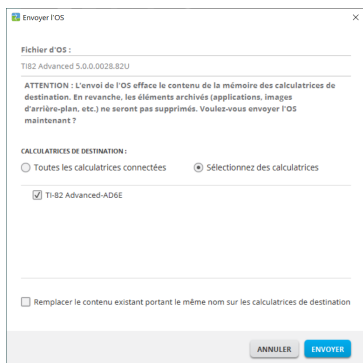 Envoyer l'OS
Fichier d'OS :
TI82 Advanced 5.0.0.0028.82U
ATTENTION : L'envoi de l'OS efface le contenu de la mémoire des calculatrices de
destination. En revanche, les éléments archivés (applications, images
d'arrière-plan, etc.) ne seront pas supprimés. Voulez-vous envoyer l'OS
maintenant ?
CALCULATRICES DE DESTINATION :
Toutes les calculatrices connectées
Sélectionnez des calculatrices
TI-82 Advanced-AD6E
Remplacer le contenu existant portant le même nom sur les calculatrices de destination
ANNULER
ENVOYER